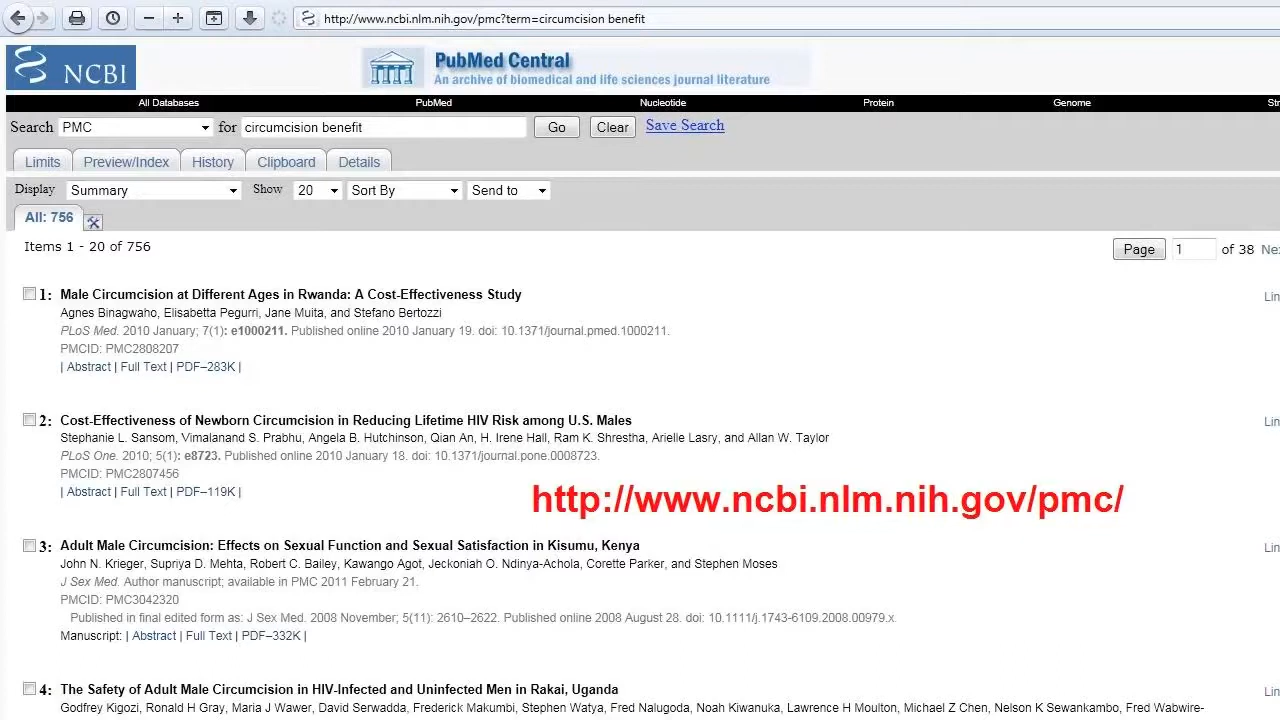 http://www.ncbi.nlm.nih.gov/pmc?term=circumcision benefit
NCBI
PubMed Central
An archive of biomedical and life sciences journal literature
All Databases PubMed Nucleotide Protein Genome
Search PMC for circumcision benefit Go Clear Save Search
Limits Preview/Index History Clipboard Details
Display Summary Show 20 Sort By Send to
All: 756
Items 1 - 20 of 756 Page 1 of 38
1: Male Circumcision at Different Ages in Rwanda: A Cost-Effectiveness Study
Agnes Binagwaho, Elisabetta Pegurri, Jane Muita, and Stefano Bertozzi
PLoS Med. 2010 January; 7(1): e1000211. Published online 2010 January 19. doi: 10.1371/journal.pmed.1000211.
PMCID: PMC2808207
| Abstract | Full Text | PDF–283K |
2: Cost-Effectiveness of Newborn Circumcision in Reducing Lifetime HIV Risk among U.S. Males
Stephanie L. Sansom, Vimalanand S. Prabhu, Angela B. Hutchinson, Qian An, H. Irene Hall, Ram K. Shrestha, Arielle Lasry, and Allan W. Taylor
PLoS One. 2010; 5(1): e8723. Published online 2010 January 18. doi: 10.1371/journal.pone.0008723.
PMCID: PMC2807456
| Abstract | Full Text | PDF–119K |
http://www.ncbi.nlm.nih.gov/pmc/
3: Adult Male Circumcision: Effects on Sexual Function and Sexual Satisfaction in Kisumu, Kenya
John N. Krieger, Supriya D. Mehta, Robert C. Bailey, Kawango Agot, Jeckoniah O. Ndinya-Achola, Corette Parker, and Stephen Moses
J Sex Med. Author manuscript; available in PMC 2011 February 21.
PMCID: PMC3042320
Published in final edited form as: J Sex Med. 2008 November; 5(11): 2610–2622. Published online 2008 August 28. doi: 10.1111/j.1743-6109.2008.00979.x.
Manuscript: | Abstract | Full Text | PDF–332K |
4: The Safety of Adult Male Circumcision in HIV-Infected and Uninfected Men in Rakai, Uganda
Godfrey Kigozi, Ronald H Gray, Maria J Wawer, David Serwadda, Frederick Makumbi, Stephen Watya, Fred Nalugoda, Noah Kiwanuka, Lawrence H Moulton, Michael Z Chen, Nelson K Sewankambo, Fred Wabwire-